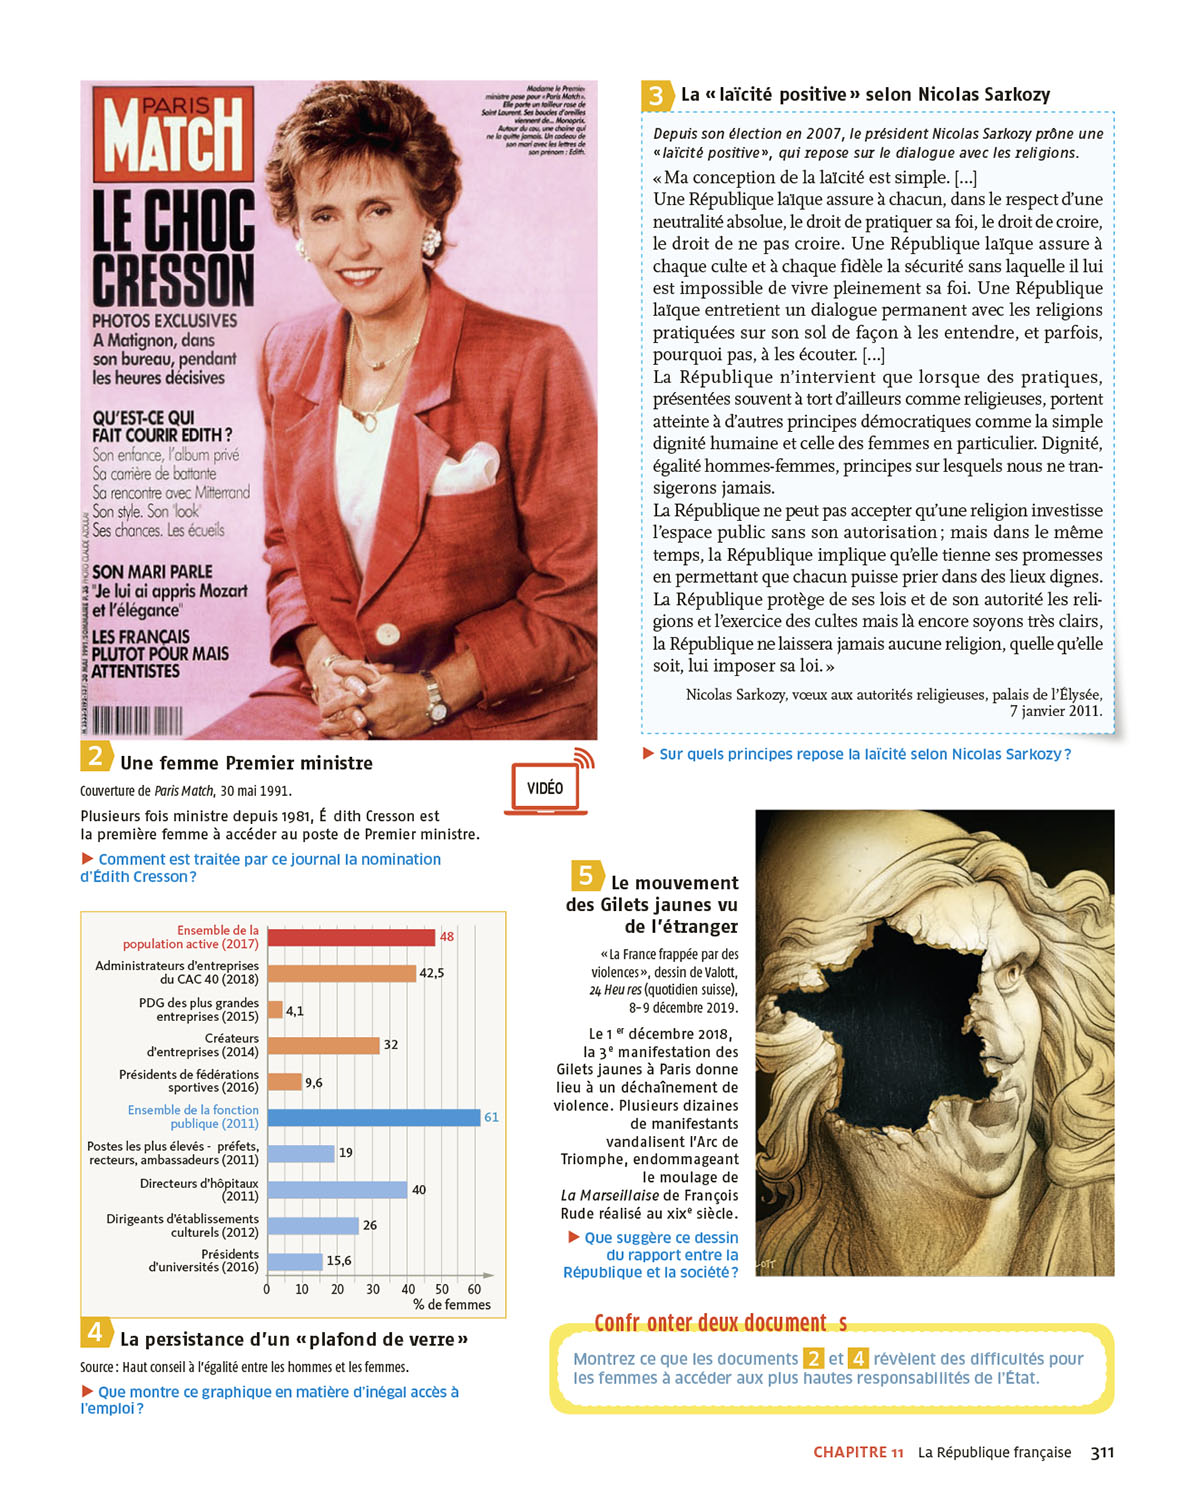 PARIS
MATCH
LE CHOC
CRESSON
PHOTOS EXCLUSIVES
A Matignon, dans
son bureau, pendant
les heures décisives
QU'EST-CE QUI
FAIT COURIR EDITH ?
Son enfance, l'album privé
Sa carrière de battante
Sa rencontre avec Mitterrand
Son style. Son 'look'
Ses chances. Les écueils
SON MARI PARLE
"Je lui ai appris Mozart
et l'élégance"
LES FRANÇAIS
PLUTOT POUR MAIS
ATTENTISTES
Madame le Premier
ministre pose pour «Paris Match».
Elle porte un tailleur rose de
Saint Laurent. Ses boucles d'oreilles
viennent de... Monoprix.
Autour du cou, une chaîne qui
ne la quitte jamais. Un cadeau de
son mari avec les lettres de
son prénom : Edith.
2 Une femme Premier ministre
Couverture de Paris Match, 30 mai 1991.
VIDÉO
Plusieurs fois ministre depuis 1981, É dith Cresson est
la première femme à accéder au poste de Premier ministre.
▶ Comment est traitée par ce journal la nomination
d'Édith Cresson ?
3 La « laïcité positive » selon Nicolas Sarkozy
Depuis son élection en 2007, le président Nicolas Sarkozy prône une
« laïcité positive », qui repose sur le dialogue avec les religions.
« Ma conception de la laïcité est simple. [...]
Une République laïque assure à chacun, dans le respect d'une
neutralité absolue, le droit de pratiquer sa foi, le droit de croire,
le droit de ne pas croire. Une République laïque assure à
chaque culte et à chaque fidèle la sécurité sans laquelle il lui
est impossible de vivre pleinement sa foi. Une République
laïque entretient un dialogue permanent avec les religions
pratiquées sur son sol de façon à les entendre, et parfois,
pourquoi pas, à les écouter. [...]
La République n'intervient que lorsque des pratiques,
présentées souvent à tort d'ailleurs comme religieuses, portent
atteinte à d'autres principes démocratiques comme la simple
dignité humaine et celle des femmes en particulier. Dignité,
égalité hommes-femmes, principes sur lesquels nous ne tran-
sigerons jamais.
La République ne peut pas accepter qu'une religion investisse
l'espace public sans son autorisation ; mais dans le même
temps, la République implique qu'elle tienne ses promesses
en permettant que chacun puisse prier dans des lieux dignes.
La République protège de ses lois et de son autorité les reli-
gions et l'exercice des cultes mais là encore soyons très clairs,
la République ne laissera jamais aucune religion, quelle qu'elle
soit, lui imposer sa loi. »
Nicolas Sarkozy, vœux aux autorités religieuses, palais de l'Élysée,
7 janvier 2011.
▶ Sur quels principes repose la laïcité selon Nicolas Sarkozy ?
Ensemble de la
population active (2017)
48
Administrateurs d'entreprises
du CAC 40 (2018)
42,5
PDG des plus grandes
entreprises (2015)
4,1
Créateurs
d'entreprises (2014)
32
Présidents de fédérations
sportives (2016)
9,6
Ensemble de la fonction
publique (2011)
61
Postes les plus élevés - préfets,
recteurs, ambassadeurs (2011)
19
Directeurs d'hôpitaux
(2011)
40
Dirigeants d'établissements
culturels (2012)
26
Présidents
d'universités (2016)
15,6
0 10 20 30 40 50 60
% de femmes
4 La persistance d'un « plafond de verre »
Source : Haut conseil à l'égalité entre les hommes et les femmes.
▶ Que montre ce graphique en matière d'inégal accès à
l'emploi ?
5 Le mouvement
des Gilets jaunes vu
de l'étranger
« La France frappée par des
violences », dessin de Valott,
24 Heu res (quotidien suisse),
8-9 décembre 2019.
Le 1 er décembre 2018,
la 3e manifestation des
Gilets jaunes à Paris donne
lieu à un déchaînement de
violence. Plusieurs dizaines
de manifestants
vandalisent l'Arc de
Triomphe, endommageant
le moulage de
La Marseillaise de François
Rude réalisé au xixe siècle.
▶ Que suggère ce dessin
du rapport entre la
République et la société ?
Confr onter deux document s
Montrez ce que les documents 2 et 4 révèlent des difficultés pour
les femmes à accéder aux plus hautes responsabilités de l'État.
CHAPITRE 11 La République française 311